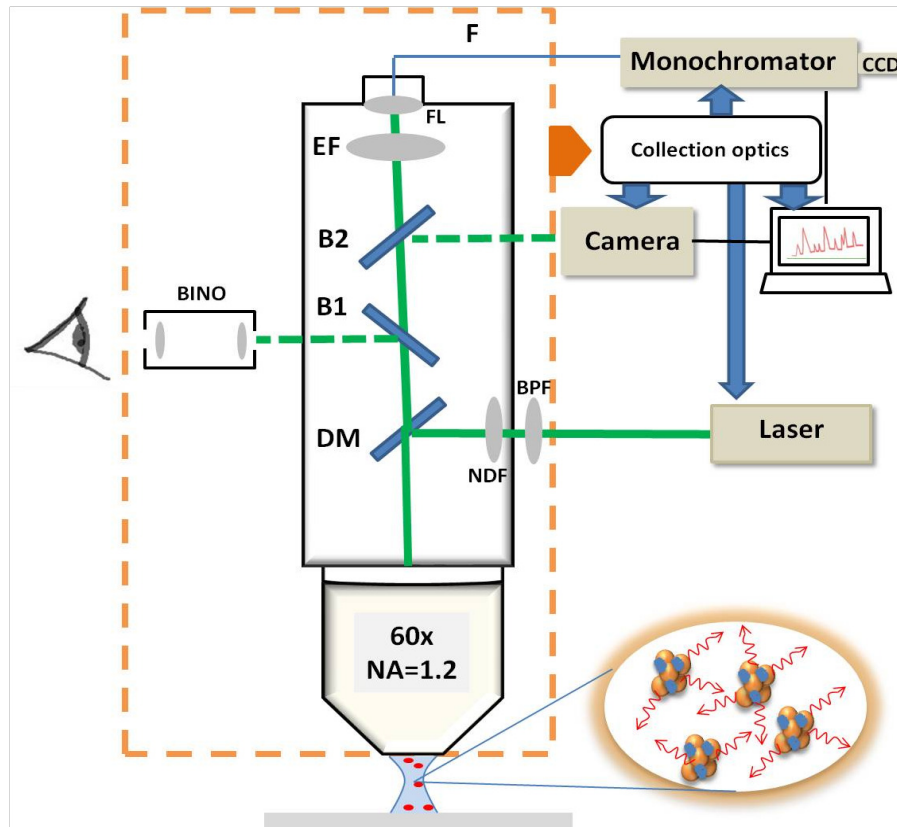 F
Monochromator
CCD
FL
EF
Collection optics
B2
Camera
BINO
B1
BPF
DM
Laser
NDF
60x
NA=1.2